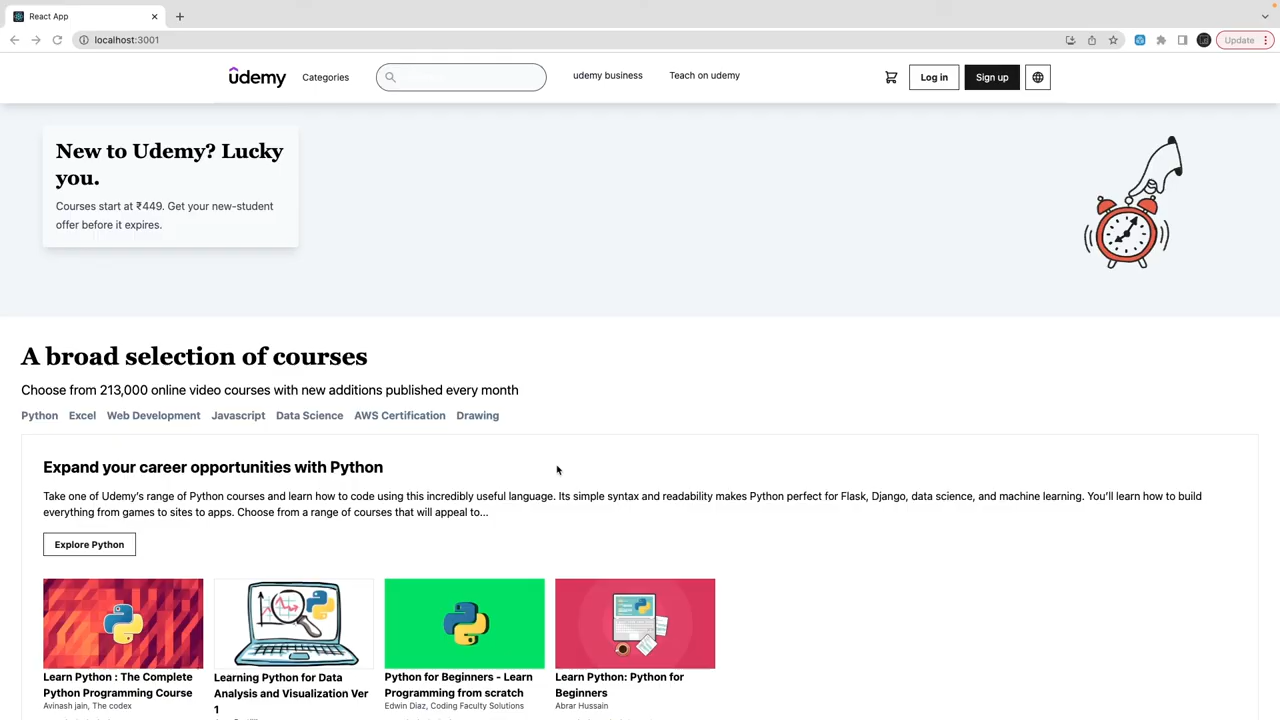 React App
localhost:3001
Update
udemy
Categories
udemy business
Teach on udemy
Log in
Sign up
New to Udemy? Lucky
you.
Courses start at ₹449. Get your new-student
offer before it expires.
A broad selection of courses
Choose from 213,000 online video courses with new additions published every month
Python Excel Web Development Javascript Data Science AWS Certification Drawing
Expand your career opportunities with Python
Take one of Udemy's range of Python courses and learn how to code using this incredibly useful language. Its simple syntax and readability makes Python perfect for Flask, Django, data science, and machine learning. You'll learn how to build
everything from games to sites to apps. Choose from a range of courses that will appeal to...
Explore Python
Learn Python : The Complete
Python Programming Course
Avinash jain, The codex
Learning Python for Data
Analysis and Visualization Ver
1
Python for Beginners - Learn
Programming from scratch
Edwin Diaz, Coding Faculty Solutions
Learn Python: Python for
Beginners
Abrar Hussain